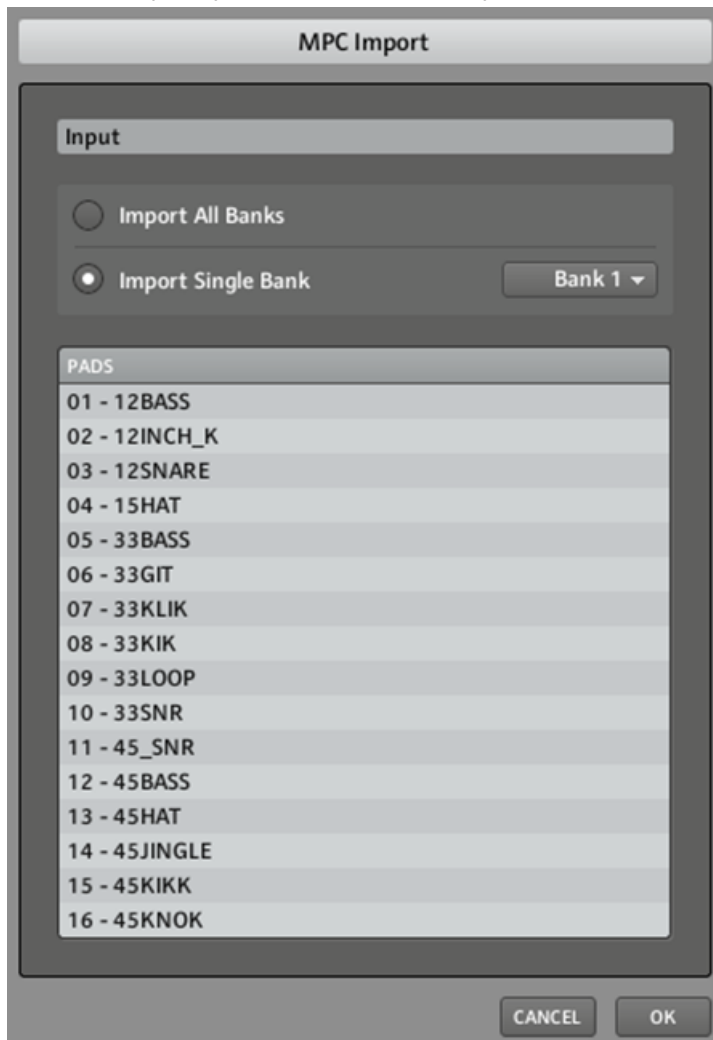 MPC Import
Input
Import All Banks
Import Single Bank Bank 1
PADS
01 - 12BASS
02 - 12INCH_K
03 - 12SNARE
04 - 15HAT
05 - 33BASS
06 - 33GIT
07 - 33KLIK
08 - 33KIK
09 - 33LOOP
10 - 33SNR
11 - 45_SNR
12 - 45BASS
13 - 45HAT
14 - 45JINGLE
15 - 45KIKK
16 - 45KNOK
CANCEL OK